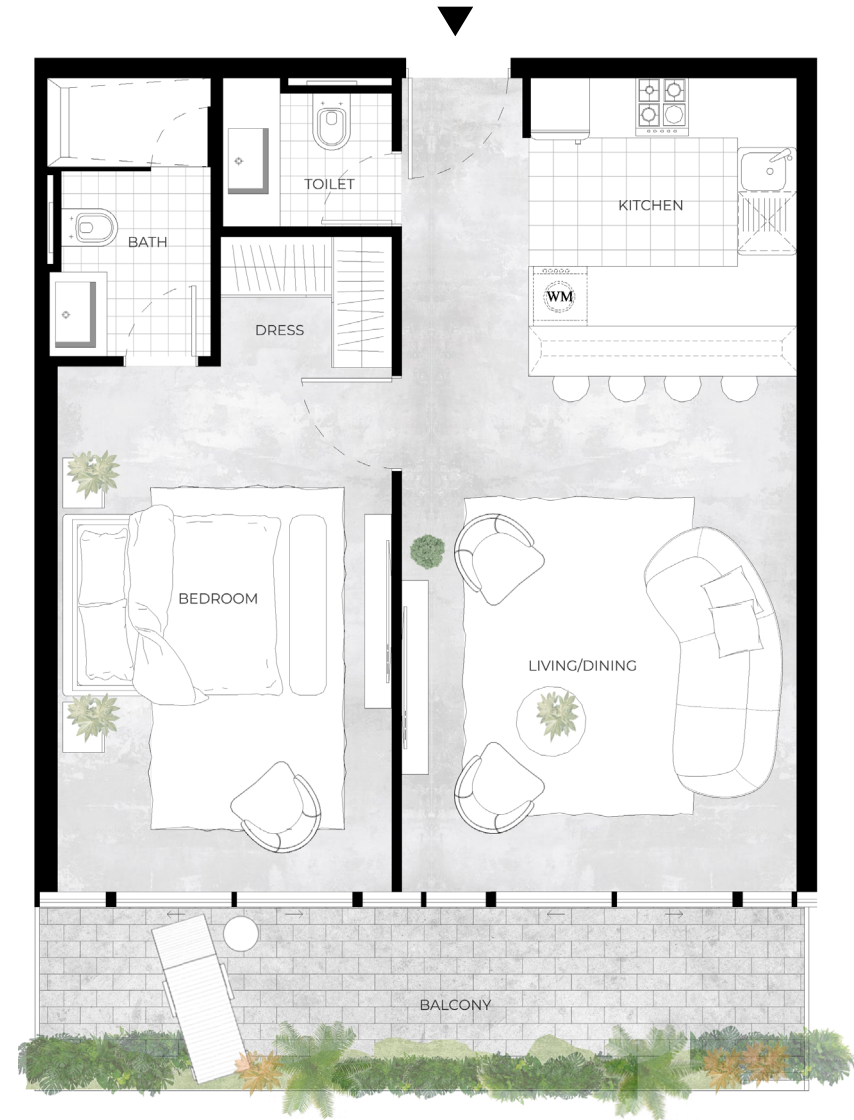 TOILET
KITCHEN
BATH
WM
DRESS
BEDROOM
LIVING/DINING
BALCONY